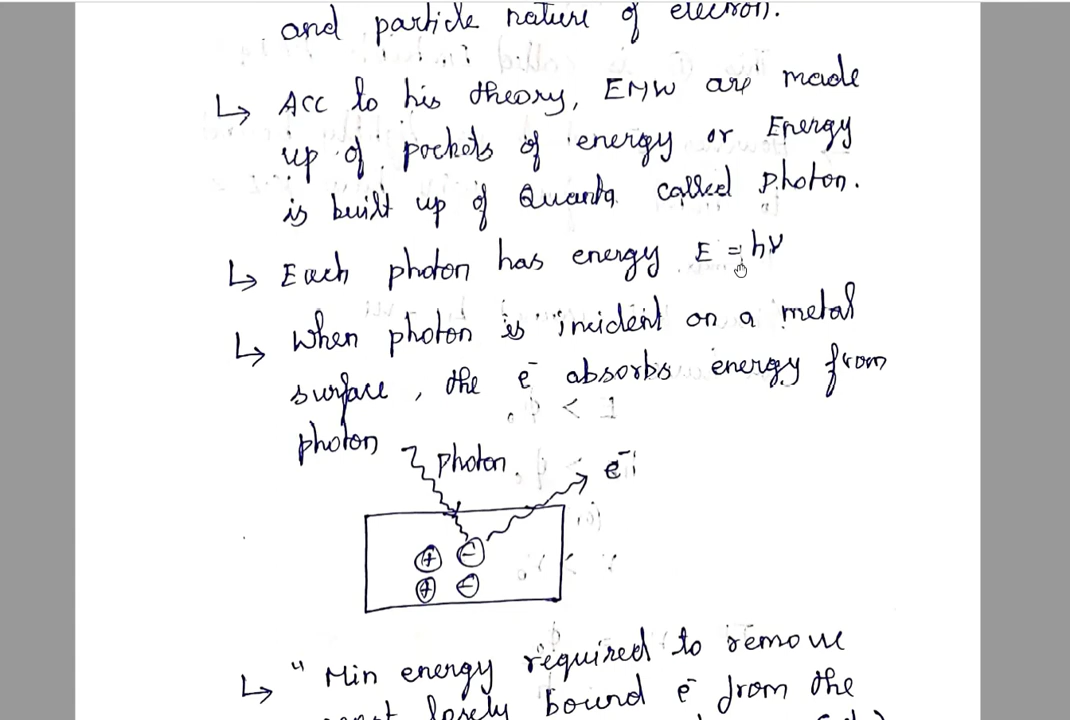 and particle nature of electron.
↳ Acc to his theory, EMW are made
up of pockets of energy or Energy
is built up of Quanta called Photon.
↳ Each photon has energy E = hν
↳ When photon is incident on a metal
surface, the e⁻ absorbs energy from
photon
photon.
e⁻
+ -
+ -
↳ "Min energy required to remove
most losely bound e⁻ from the